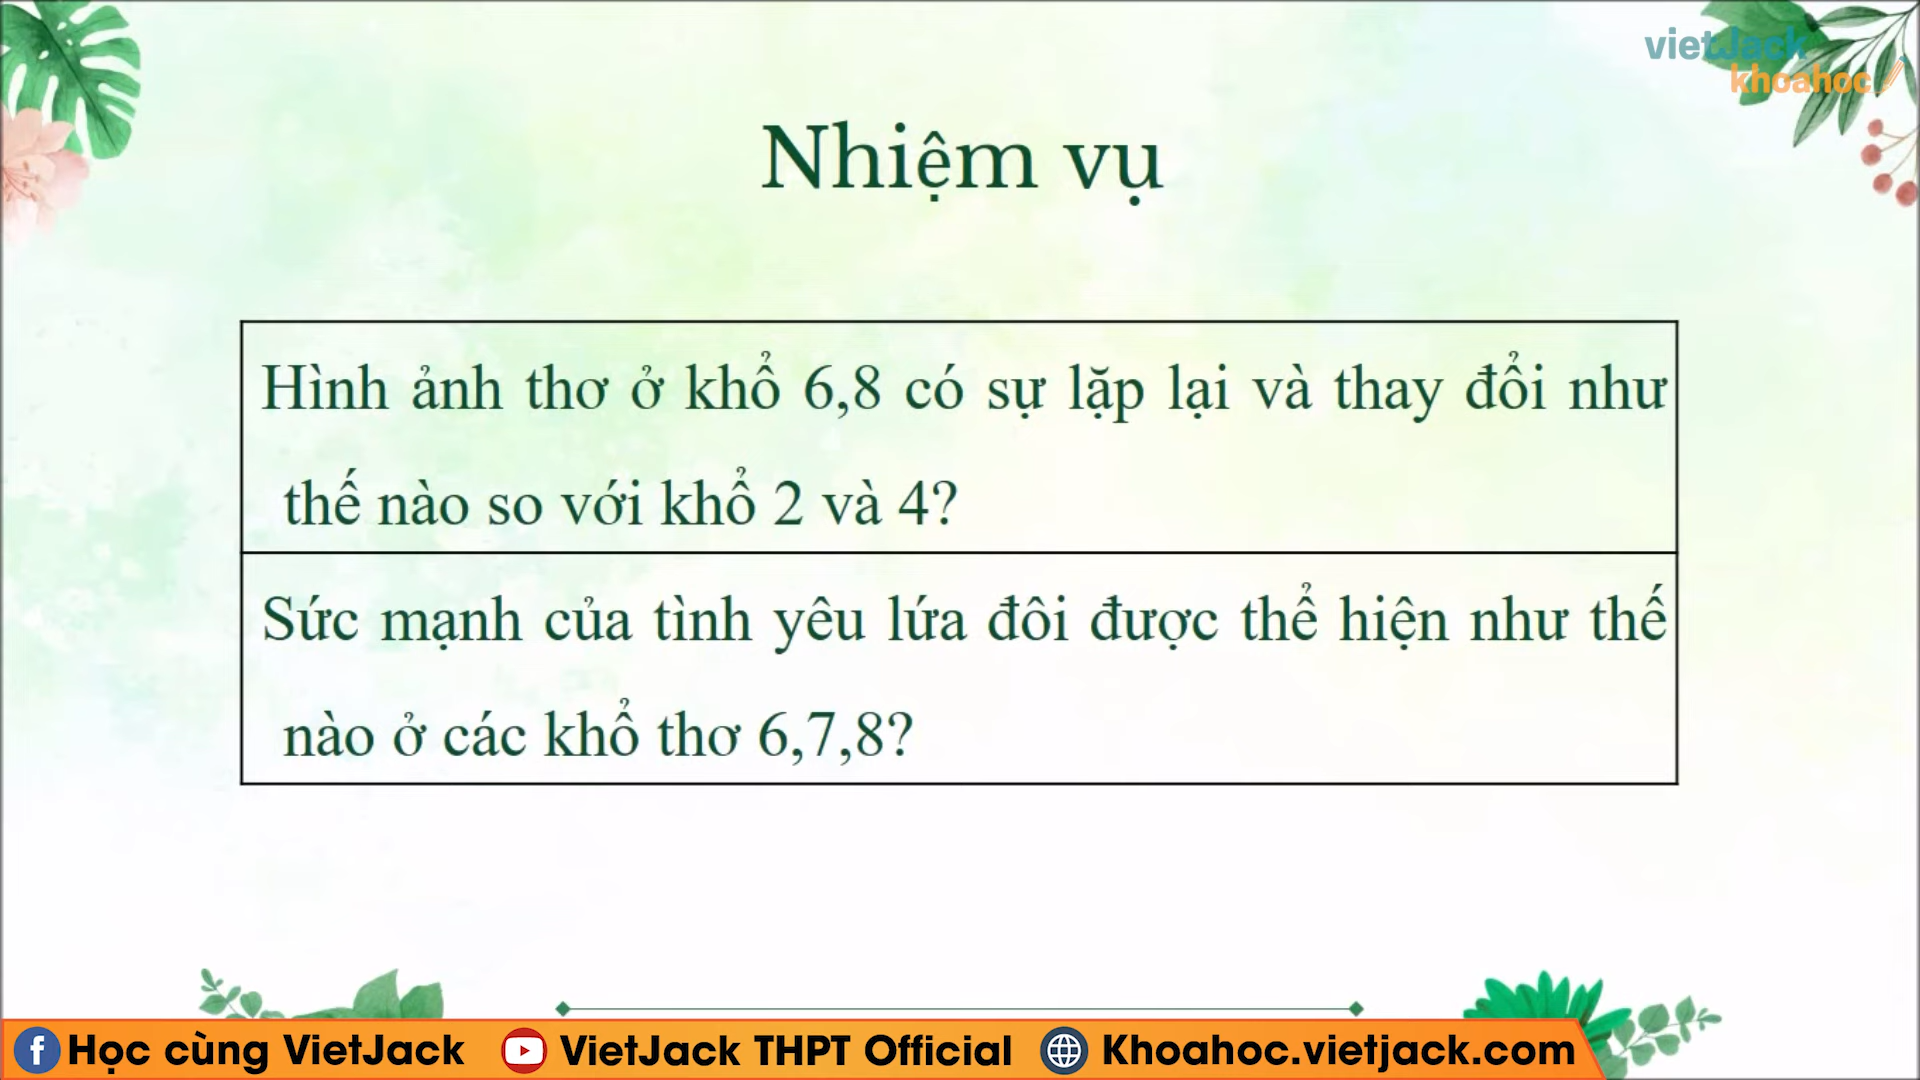 vietJack
khoahoc
Nhiệm vụ
Hình ảnh thơ ở khổ 6,8 có sự lặp lại và thay đổi như
thế nào so với khổ 2 và 4?
Sức mạnh của tình yêu lứa đôi được thể hiện như thế
nào ở các khổ thơ 6,7,8?
Học cùng VietJack VietJack THPT Official Khoahoc.vietjack.com